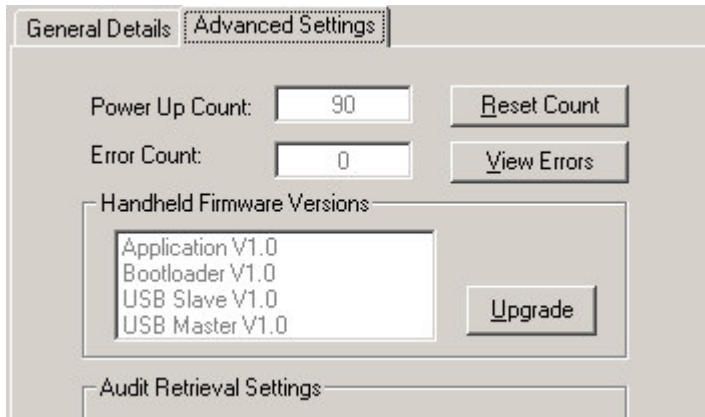 General Details Advanced Settings
Power Up Count: 90 Reset Count
Error Count: 0 View Errors
Handheld Firmware Versions
Application V1.0
Bootloader V1.0
USB Slave V1.0
USB Master V1.0
Upgrade
Audit Retrieval Settings